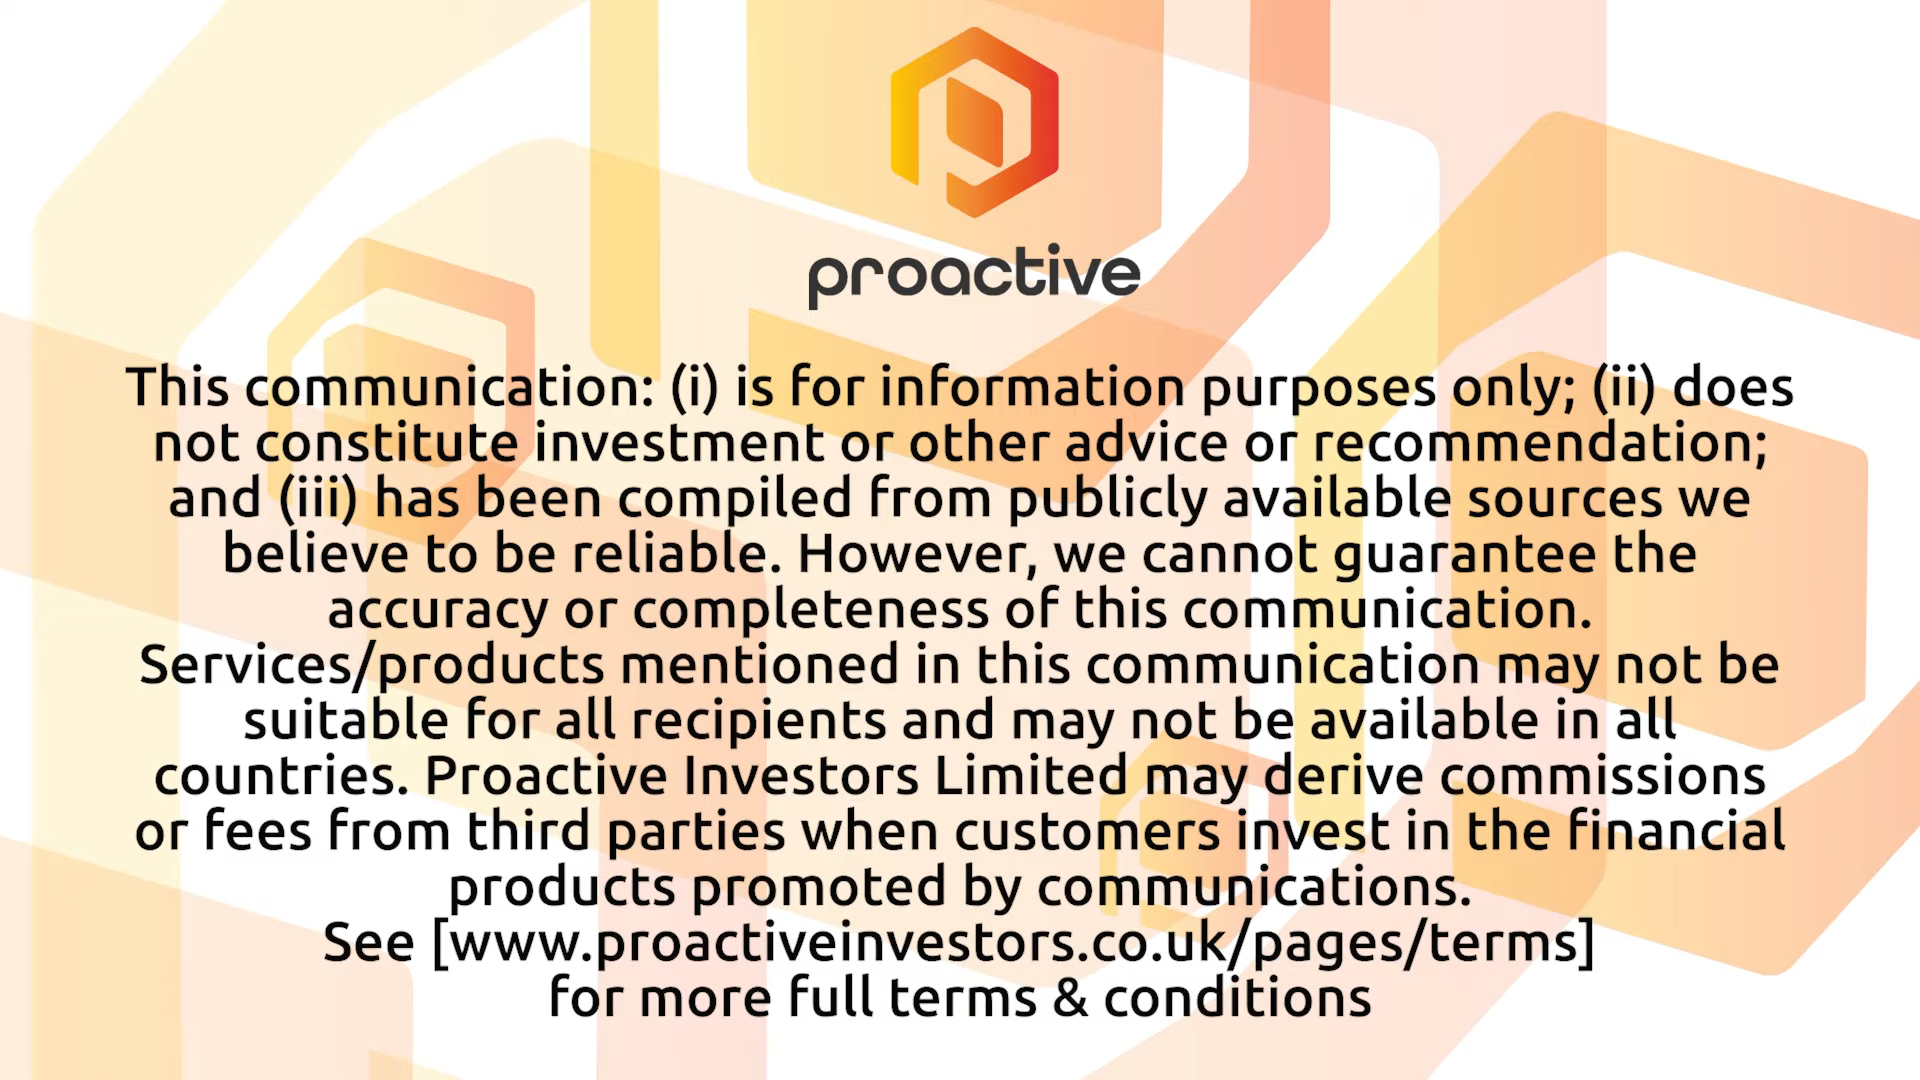 proactive
This communication: (i) is for information purposes only; (ii) does
not constitute investment or other advice or recommendation;
and (iii) has been compiled from publicly available sources we
believe to be reliable. However, we cannot guarantee the
accuracy or completeness of this communication.
Services/products mentioned in this communication may not be
suitable for all recipients and may not be available in all
countries. Proactive Investors Limited may derive commissions
or fees from third parties when customers invest in the financial
products promoted by communications.
See [www.proactiveinvestors.co.uk/pages/terms]
for more full terms & conditions